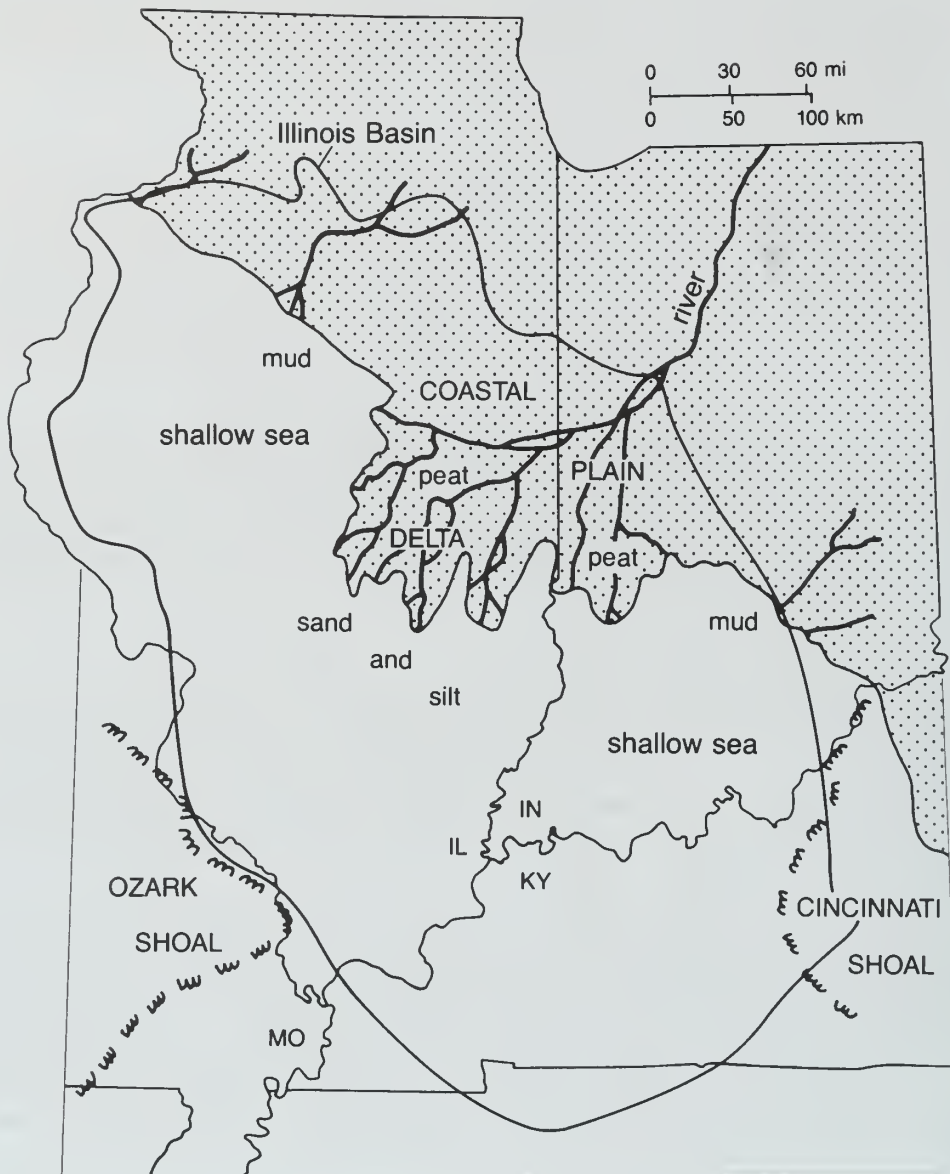 0 30 60 mi
0 50 100 km
Illinois Basin
river
mud
COASTAL
shallow sea
peat
PLAIN
DELTA
peat
sand
mud
and
silt
shallow sea
IN
IL
KY
OZARK
CINCINNATI
SHOAL
SHOAL
MO